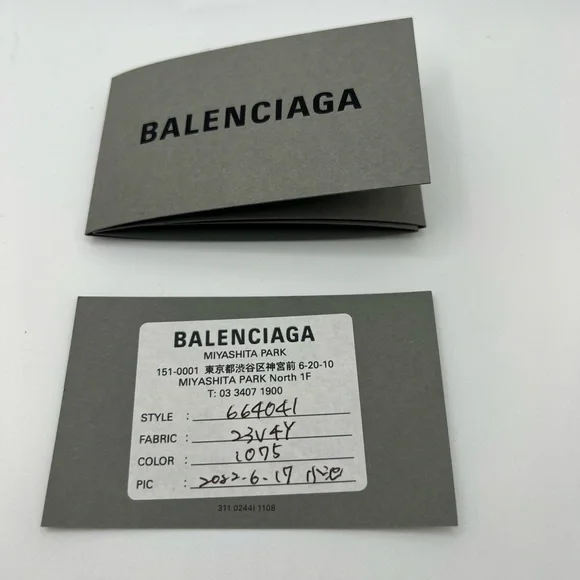 BALENCIAGA
BALENCIAGA
MIYASHITA PARK
151-0001 東京都渋谷区神宮前 6-20-10
MIYASHITA PARK North 1F
T: 03 3407 1900
STYLE : 664041
FABRIC : 23V4Y
COLOR : 1075
PIC : 2022.6.17
311 02441 1108